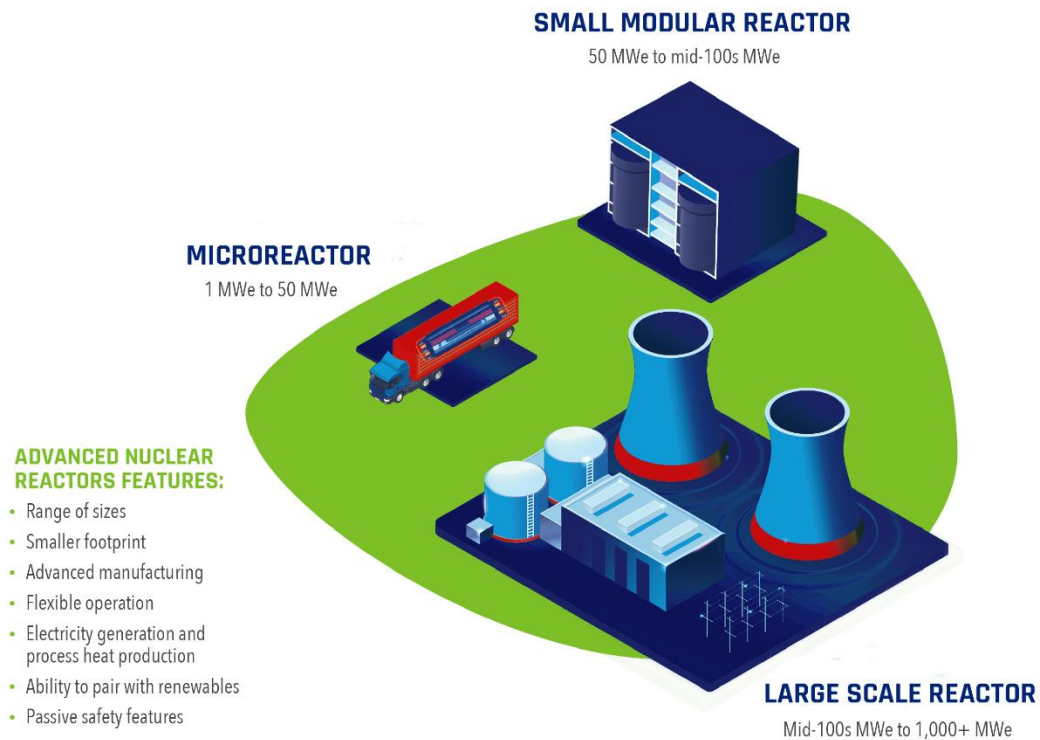 SMALL MODULAR REACTOR
50 MWe to mid-100s MWe
MICROREACTOR
1 MWe to 50 MWe
ADVANCED NUCLEAR
REACTORS FEATURES:
• Range of sizes
• Smaller footprint
• Advanced manufacturing
• Flexible operation
• Electricity generation and
process heat production
• Ability to pair with renewables
• Passive safety features
LARGE SCALE REACTOR
Mid-100s MWe to 1,000+ MWe